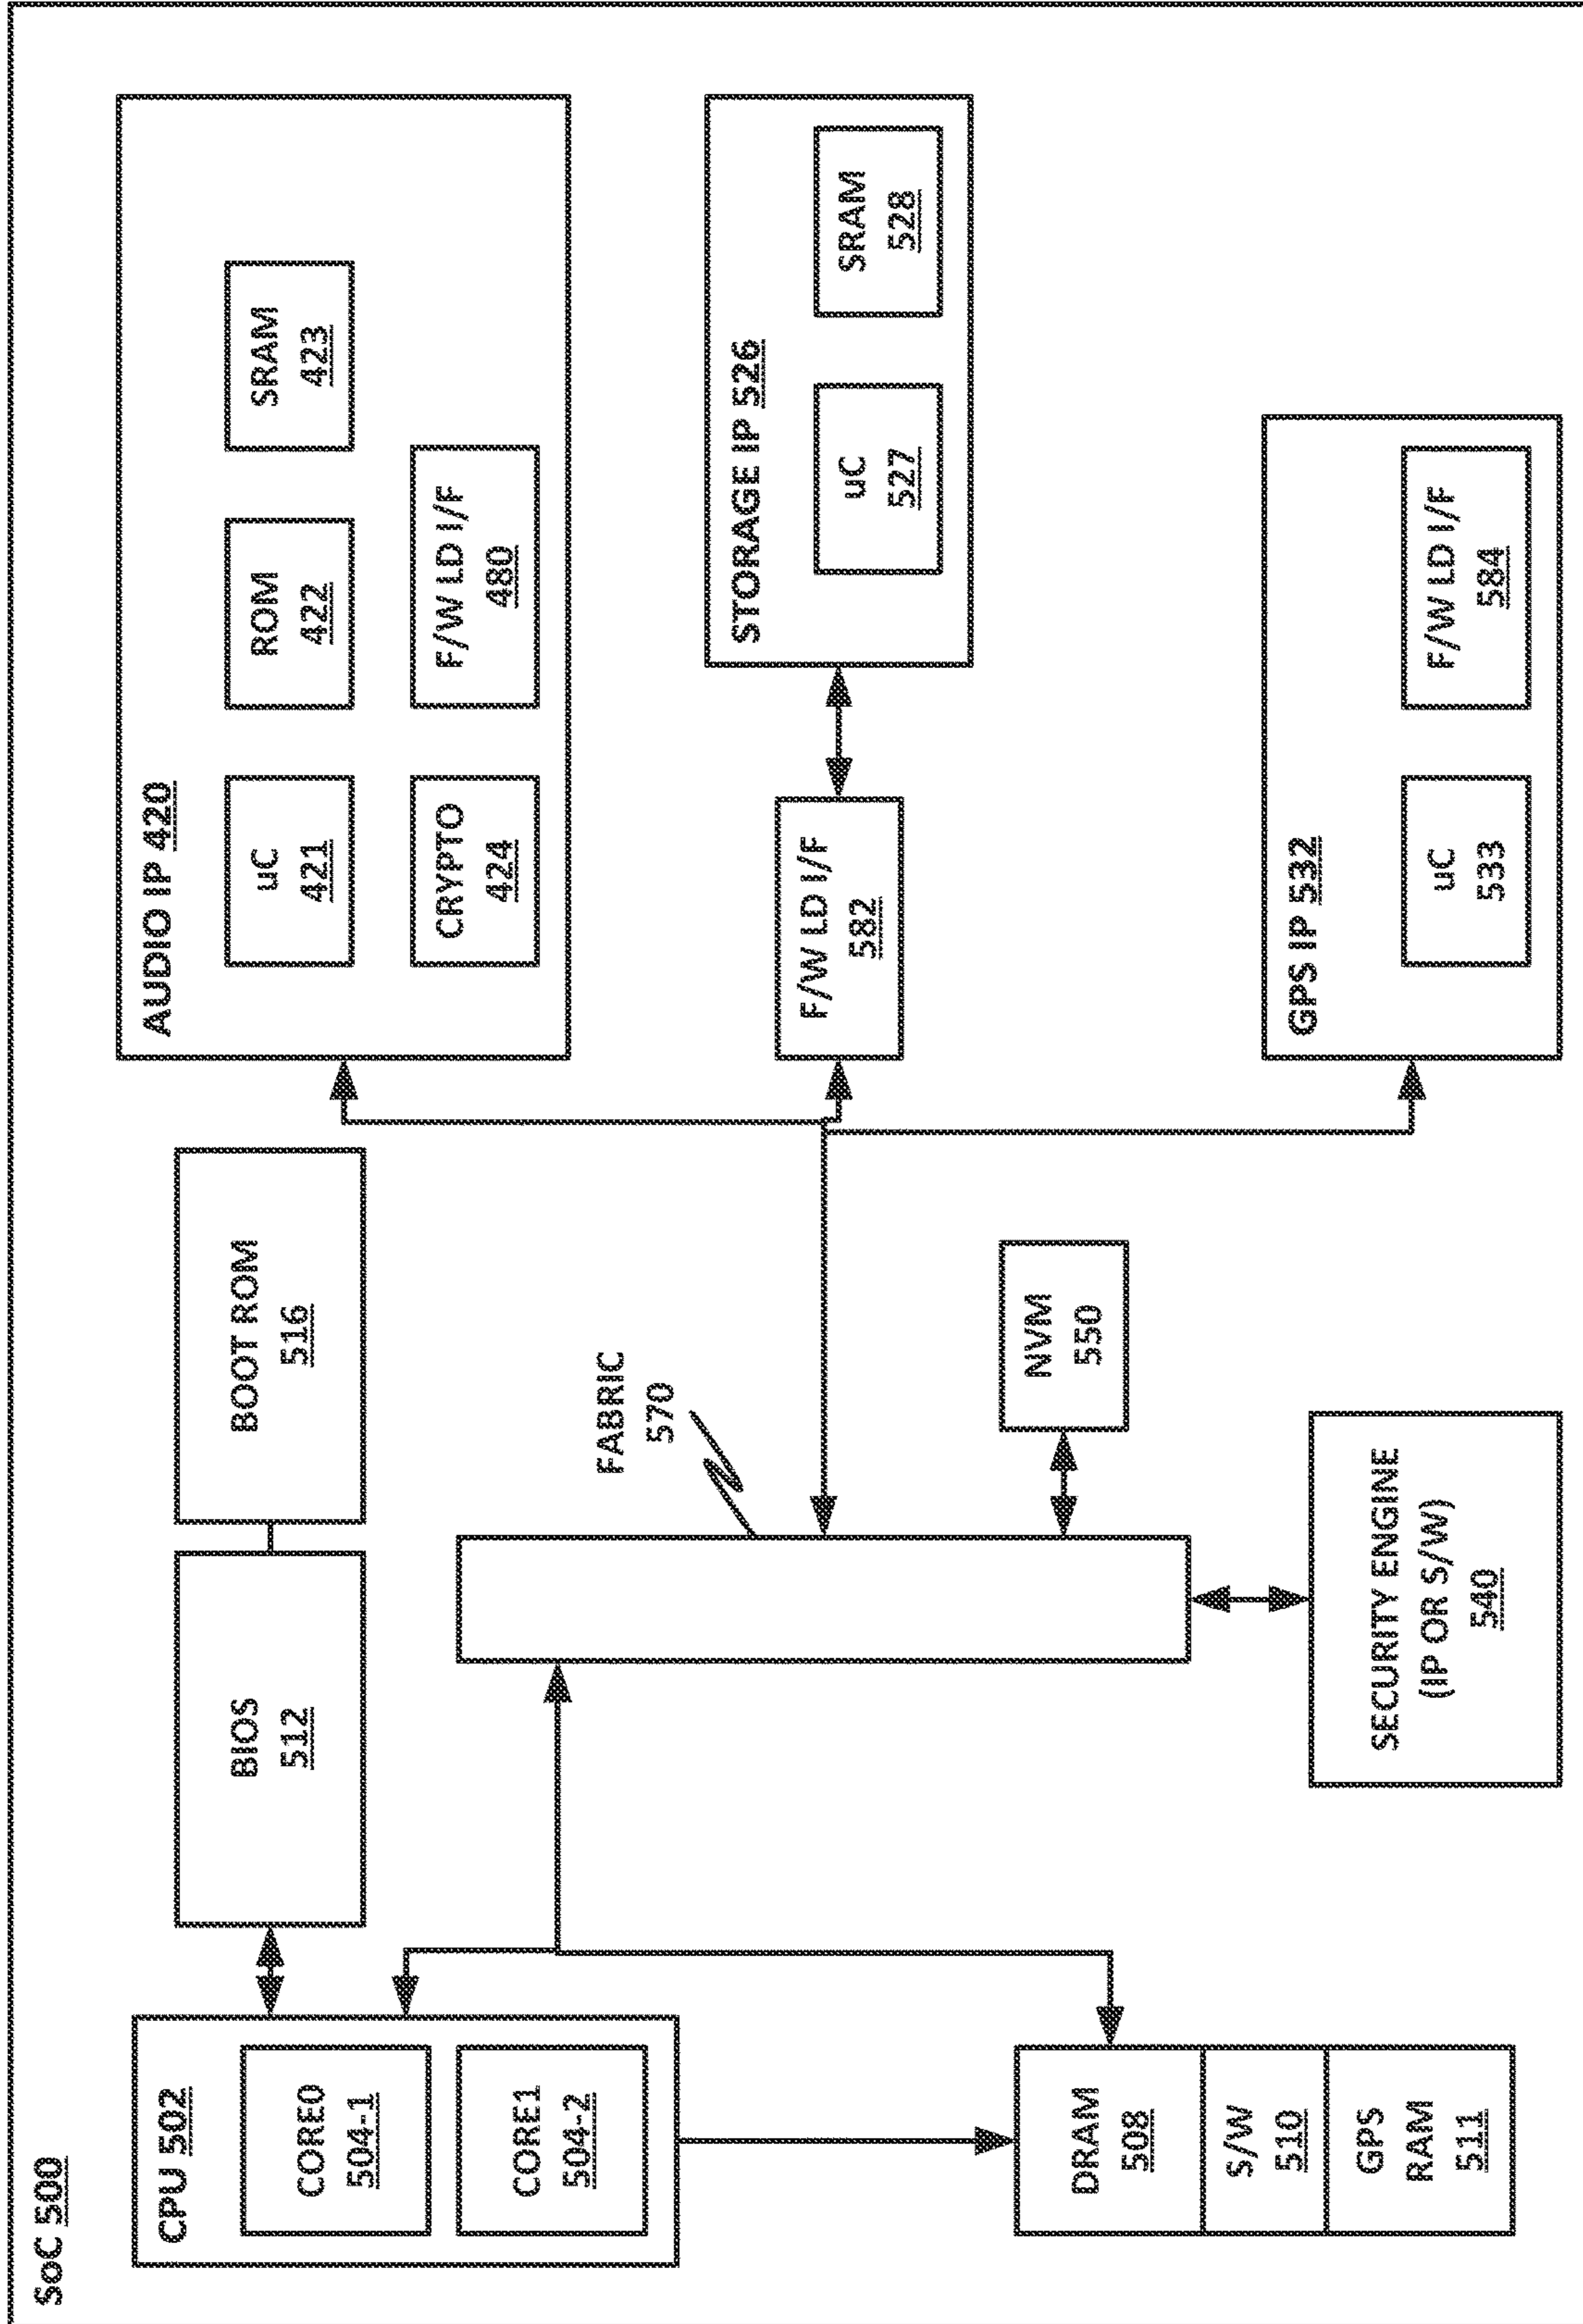 SoC 500
CPU 502
CORE0
504-1
CORE1
504-2
DRAM
508
S/W
510
GPS
RAM
511
BIOS
512
BOOT ROM
516
FABRIC
570
NVM
550
SECURITY ENGINE
(IP OR S/W)
540
AUDIO IP 420
uC
421
ROM
422
SRAM
423
CRYPTO
424
F/W LD I/F
480
F/W LD I/F
582
STORAGE IP 526
uC
527
SRAM
528
GPS IP 532
uC
533
F/W LD I/F
584